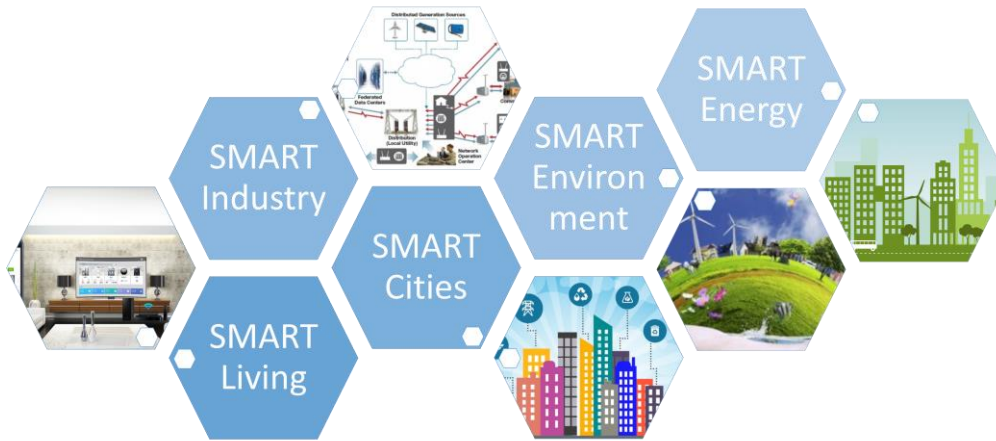 Distributed Generation Sources
Federated
Data Centers
Distribution
(Local Utility)
Network
Operation
Center
SMART
Energy
SMART
Industry
SMART
Environ
ment
SMART
Cities
SMART
Living